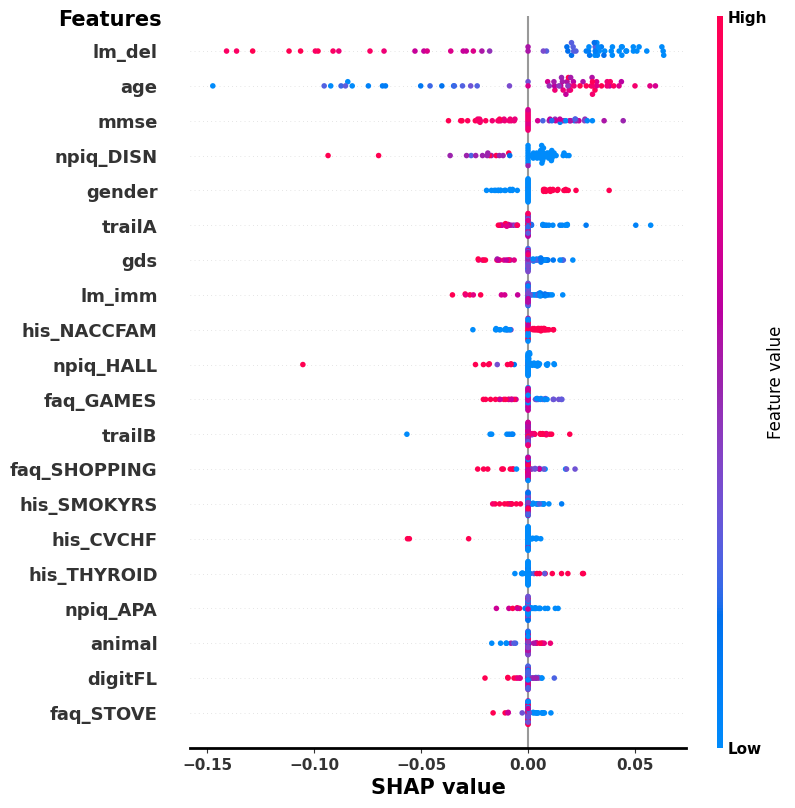 Features
High
lm_del
age
mmse
npiq_DISN
gender
trailA
gds
lm_imm
his_NACCFAM
npiq_HALL
faq_GAMES
trailB
faq_SHOPPING
his_SMOKYRS
his_CVCHF
his_THYROID
npiq_APA
animal
digitFL
faq_STOVE
Feature value
Low
−0.15 −0.10 −0.05 0.00 0.05
SHAP value